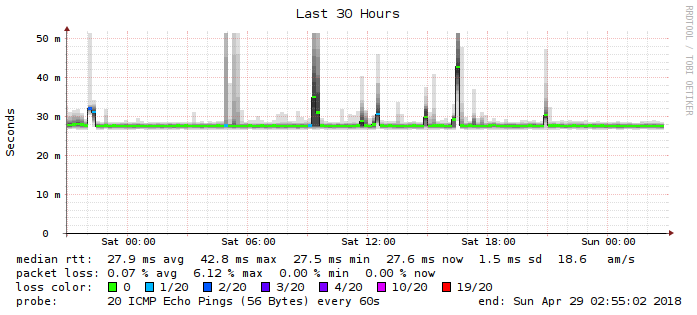 Last 30 Hours
RRDTOOL / TOBI OETIKER
Seconds
50 m
40 m
30 m
20 m
10 m
0
Sat 00:00 Sat 06:00 Sat 12:00 Sat 18:00 Sun 00:00
median rtt: 27.9 ms avg 42.8 ms max 27.5 ms min 27.6 ms now 1.5 ms sd 18.6 am/s
packet loss: 0.07 % avg 6.12 % max 0.00 % min 0.00 % now
loss color: 0 1/20 2/20 3/20 4/20 10/20 19/20
probe: 20 ICMP Echo Pings (56 Bytes) every 60s end: Sun Apr 29 02:55:02 2018